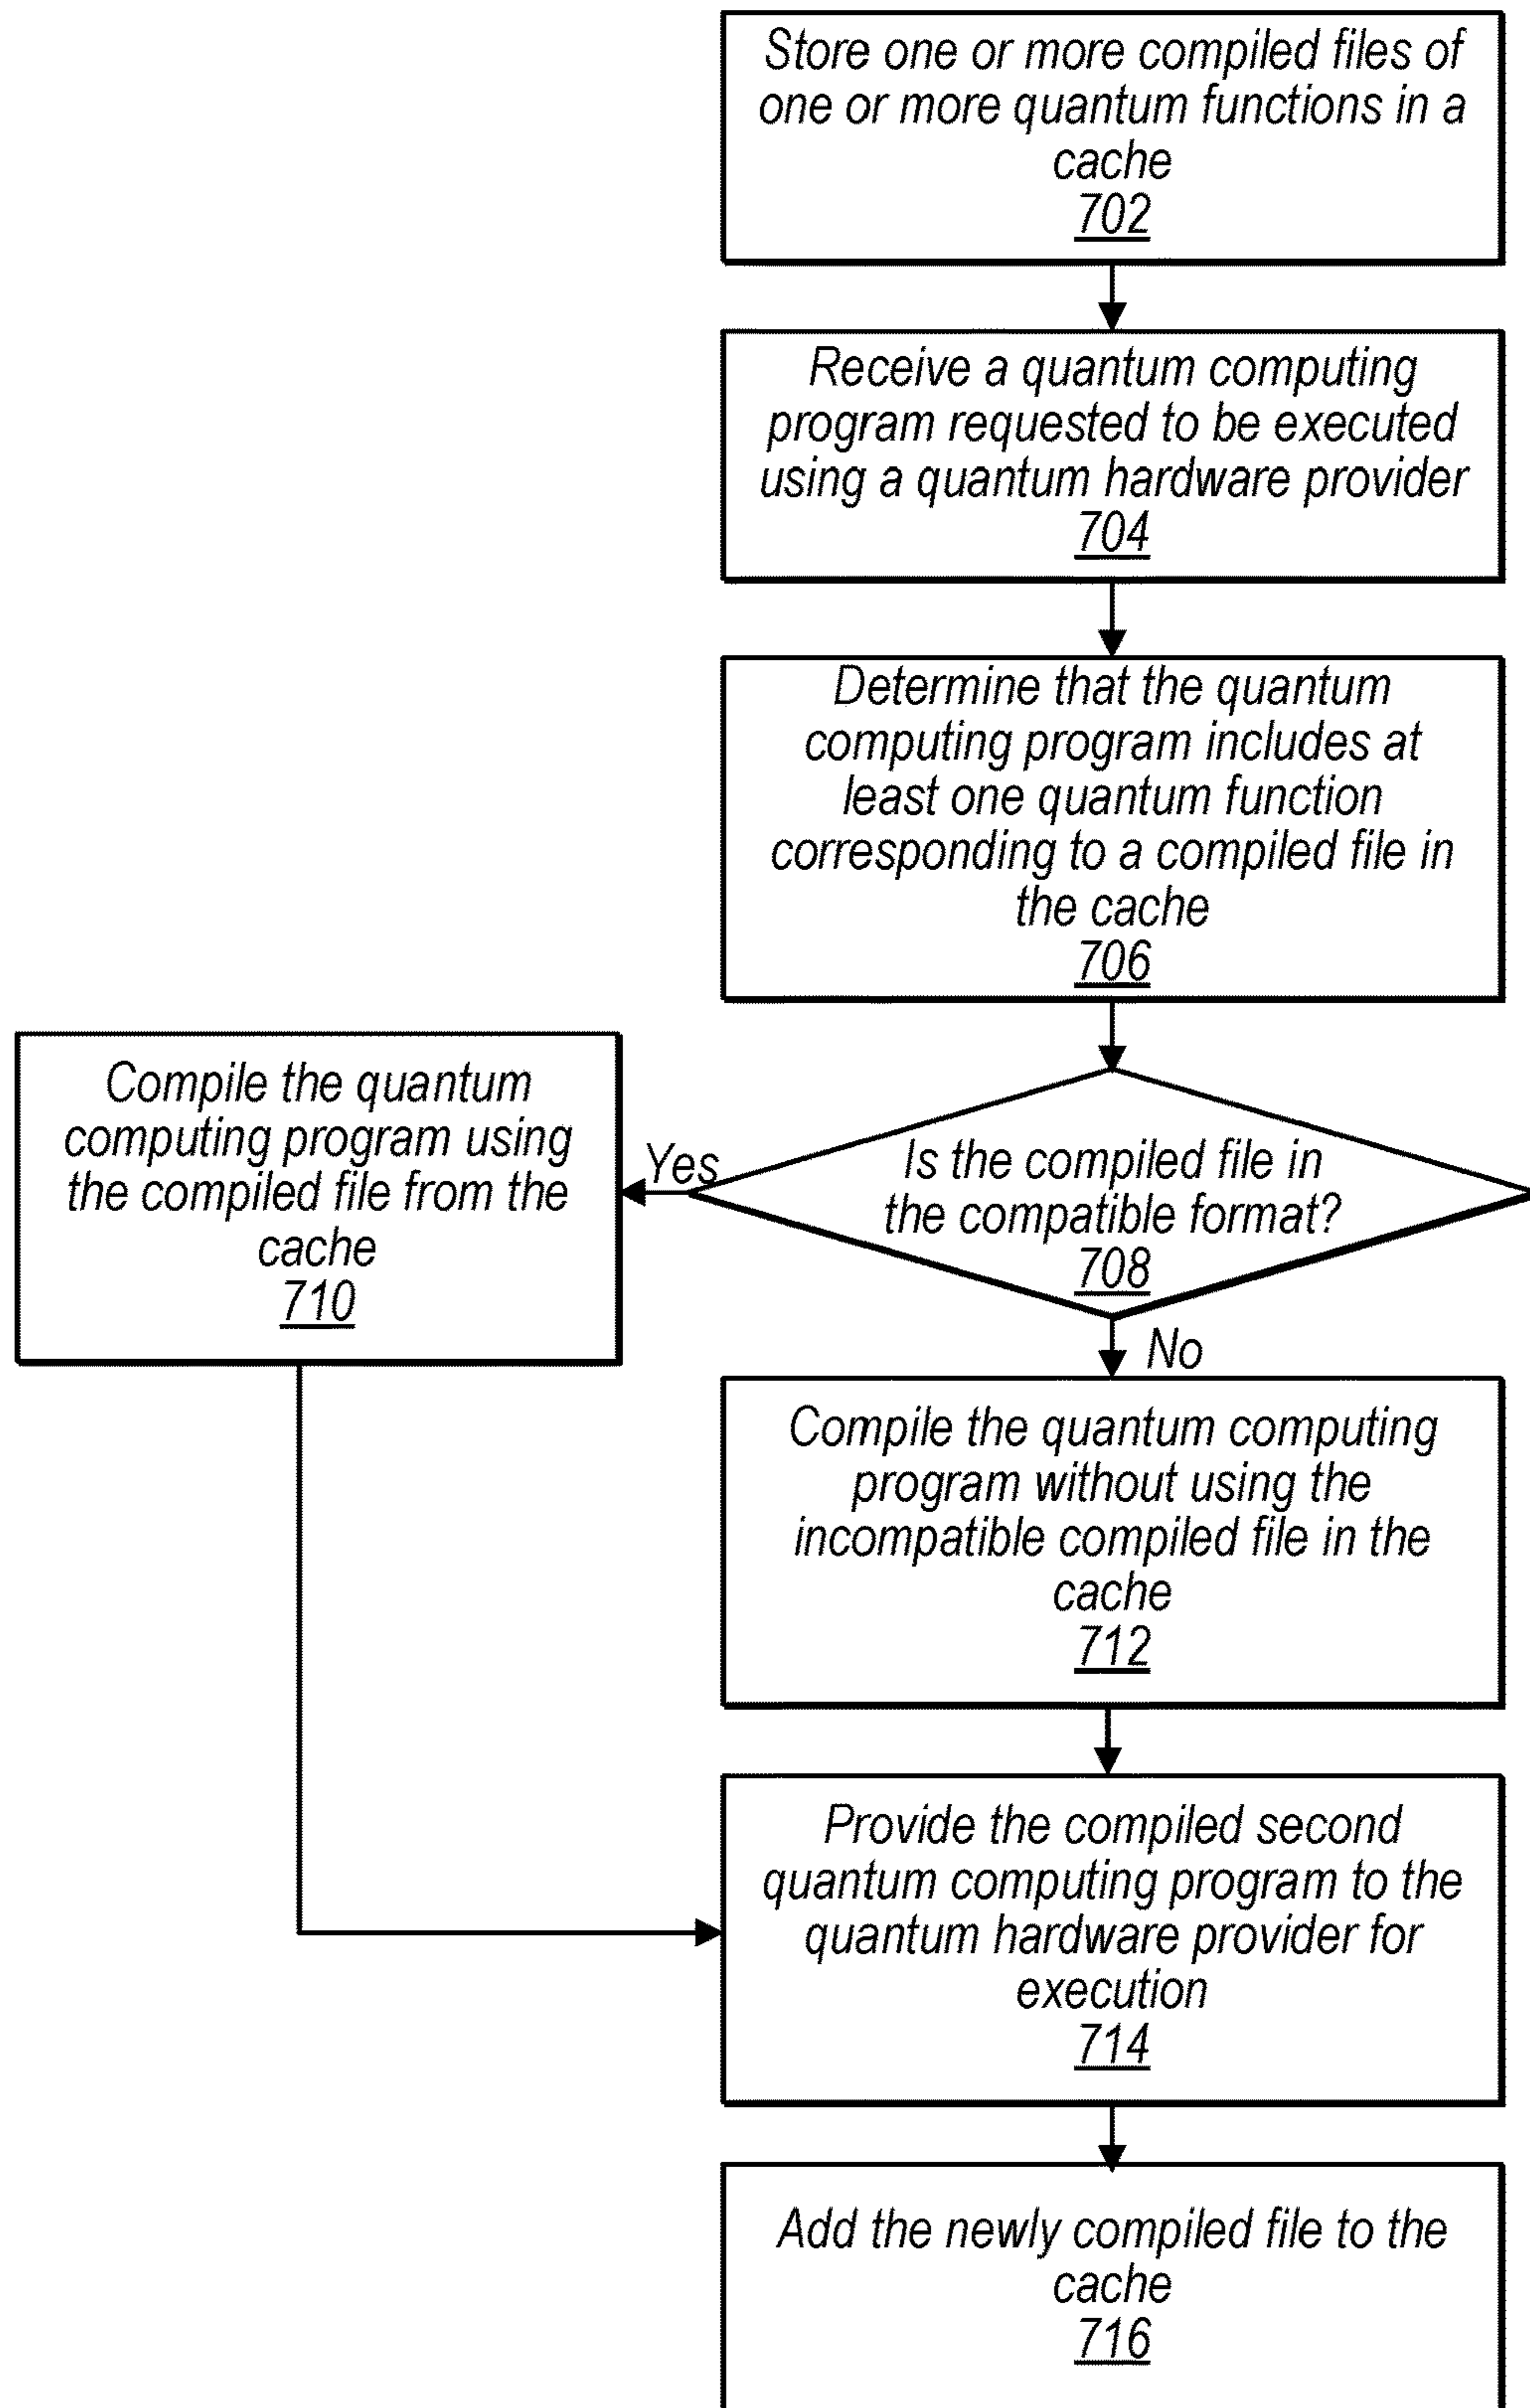 Store one or more compiled files of
one or more quantum functions in a
cache
702
Receive a quantum computing
program requested to be executed
using a quantum hardware provider
704
Determine that the quantum
computing program includes at
least one quantum function
corresponding to a compiled file in
the cache
706
Is the compiled file in
the compatible format?
708
Yes
Compile the quantum
computing program using
the compiled file from the
cache
710
No
Compile the quantum computing
program without using the
incompatible compiled file in the
cache
712
Provide the compiled second
quantum computing program to the
quantum hardware provider for
execution
714
Add the newly compiled file to the
cache
716